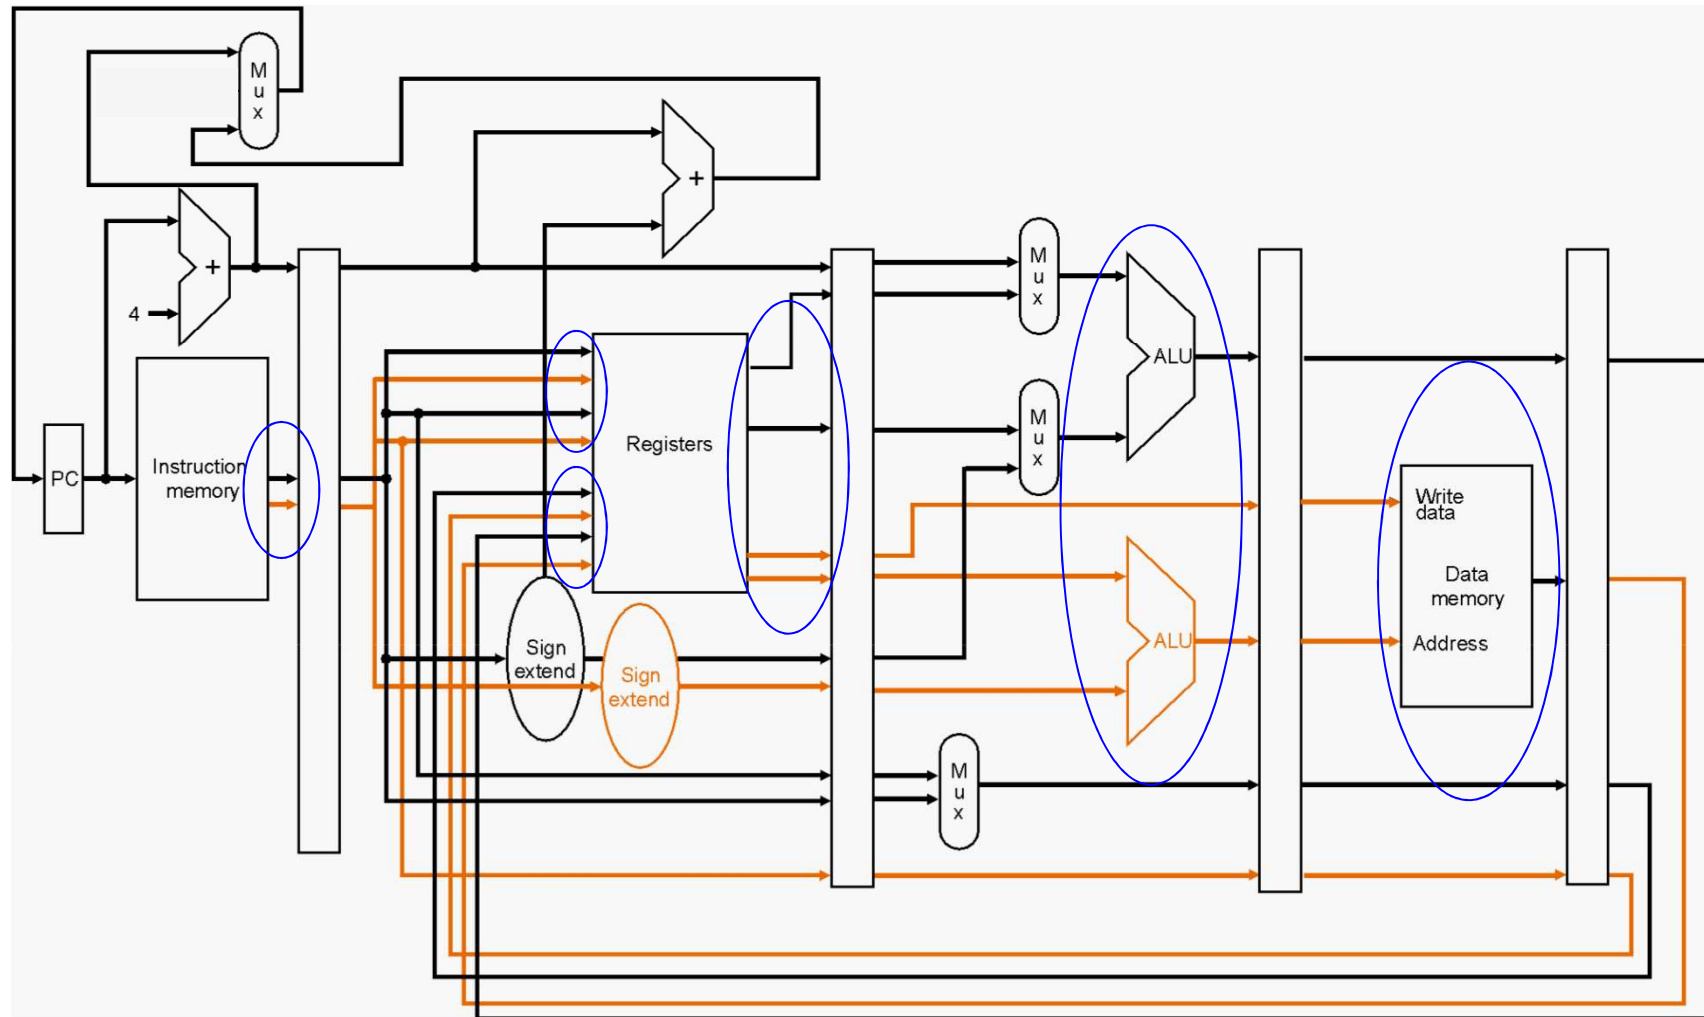 M
u
x
+
+
4
M
u
x
ALU
M
u
x
Registers
PC
Instruction
memory
Write
data
Data
memory
Address
ALU
Sign
extend
Sign
extend
M
u
x